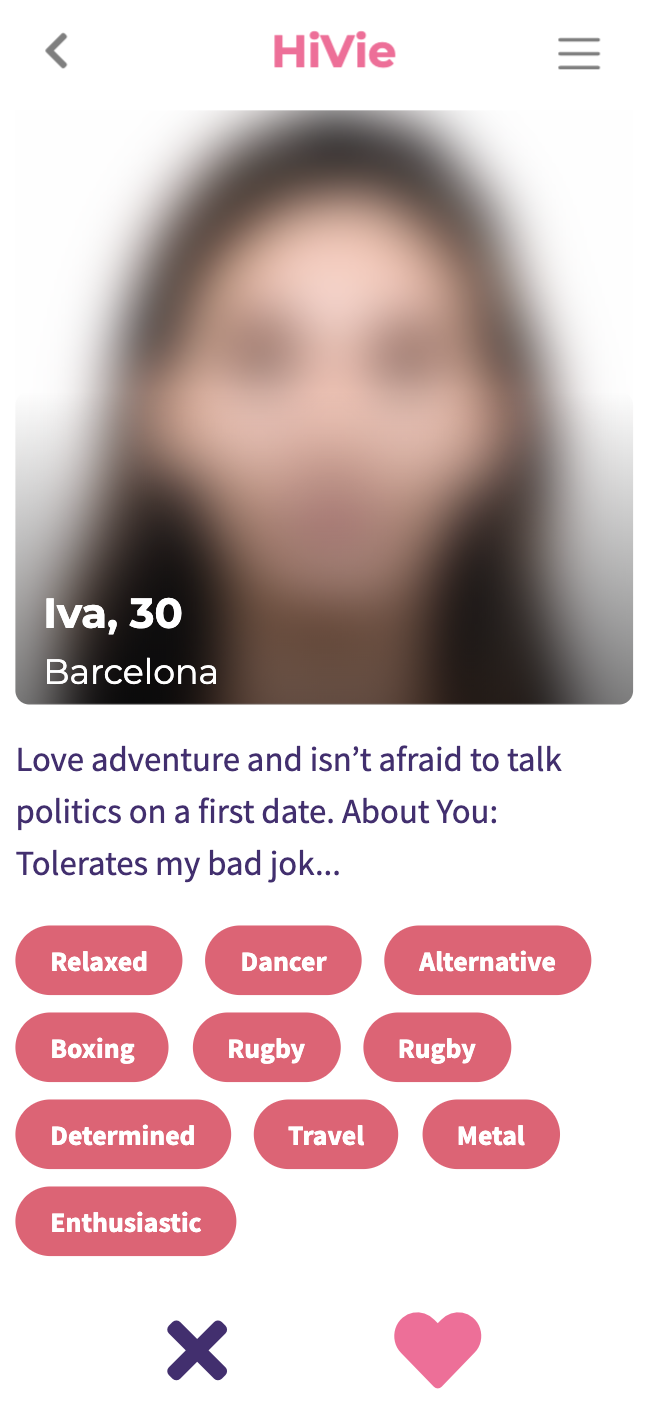 HiVie
Iva, 30
Barcelona
Love adventure and isn’t afraid to talk
politics on a first date. About You:
Tolerates my bad jok...
Relaxed Dancer Alternative
Boxing Rugby Rugby
Determined Travel Metal
Enthusiastic